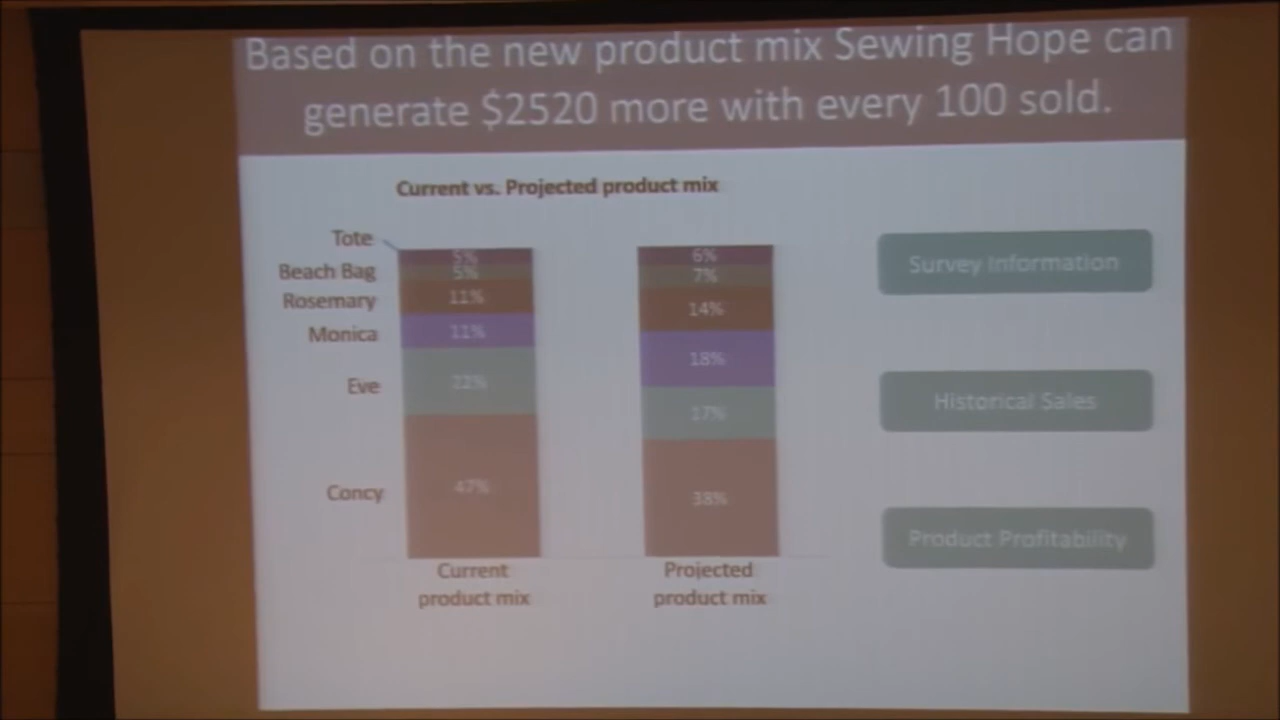 Based on the new product mix Sewing Hope can
generate $2520 more with every 100 sold.
Current vs. Projected product mix
Tote
Beach Bag
Rosemary
Monica
Eve
Concy
5%
5%
11%
11%
22%
47%
6%
7%
14%
18%
17%
38%
Current
product mix
Projected
product mix
Survey Information
Historical Sales
Product Profitability